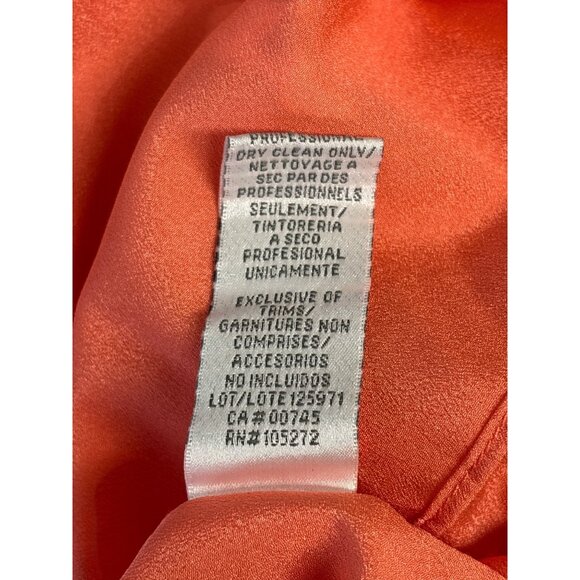 PROFESSIONAL
DRY CLEAN ONLY/
NETTOYAGE A
SEC PAR DES
PROFESSIONNELS
SEULEMENT/
TINTORERIA
A SECO
PROFESIONAL
UNICAMENTE
EXCLUSIVE OF
TRIMS/
GARNITURES NON
COMPRISES/
ACCESORIOS
NO INCLUIDOS
LOT/LOTE 125971
CA# 00745
RN# 105272